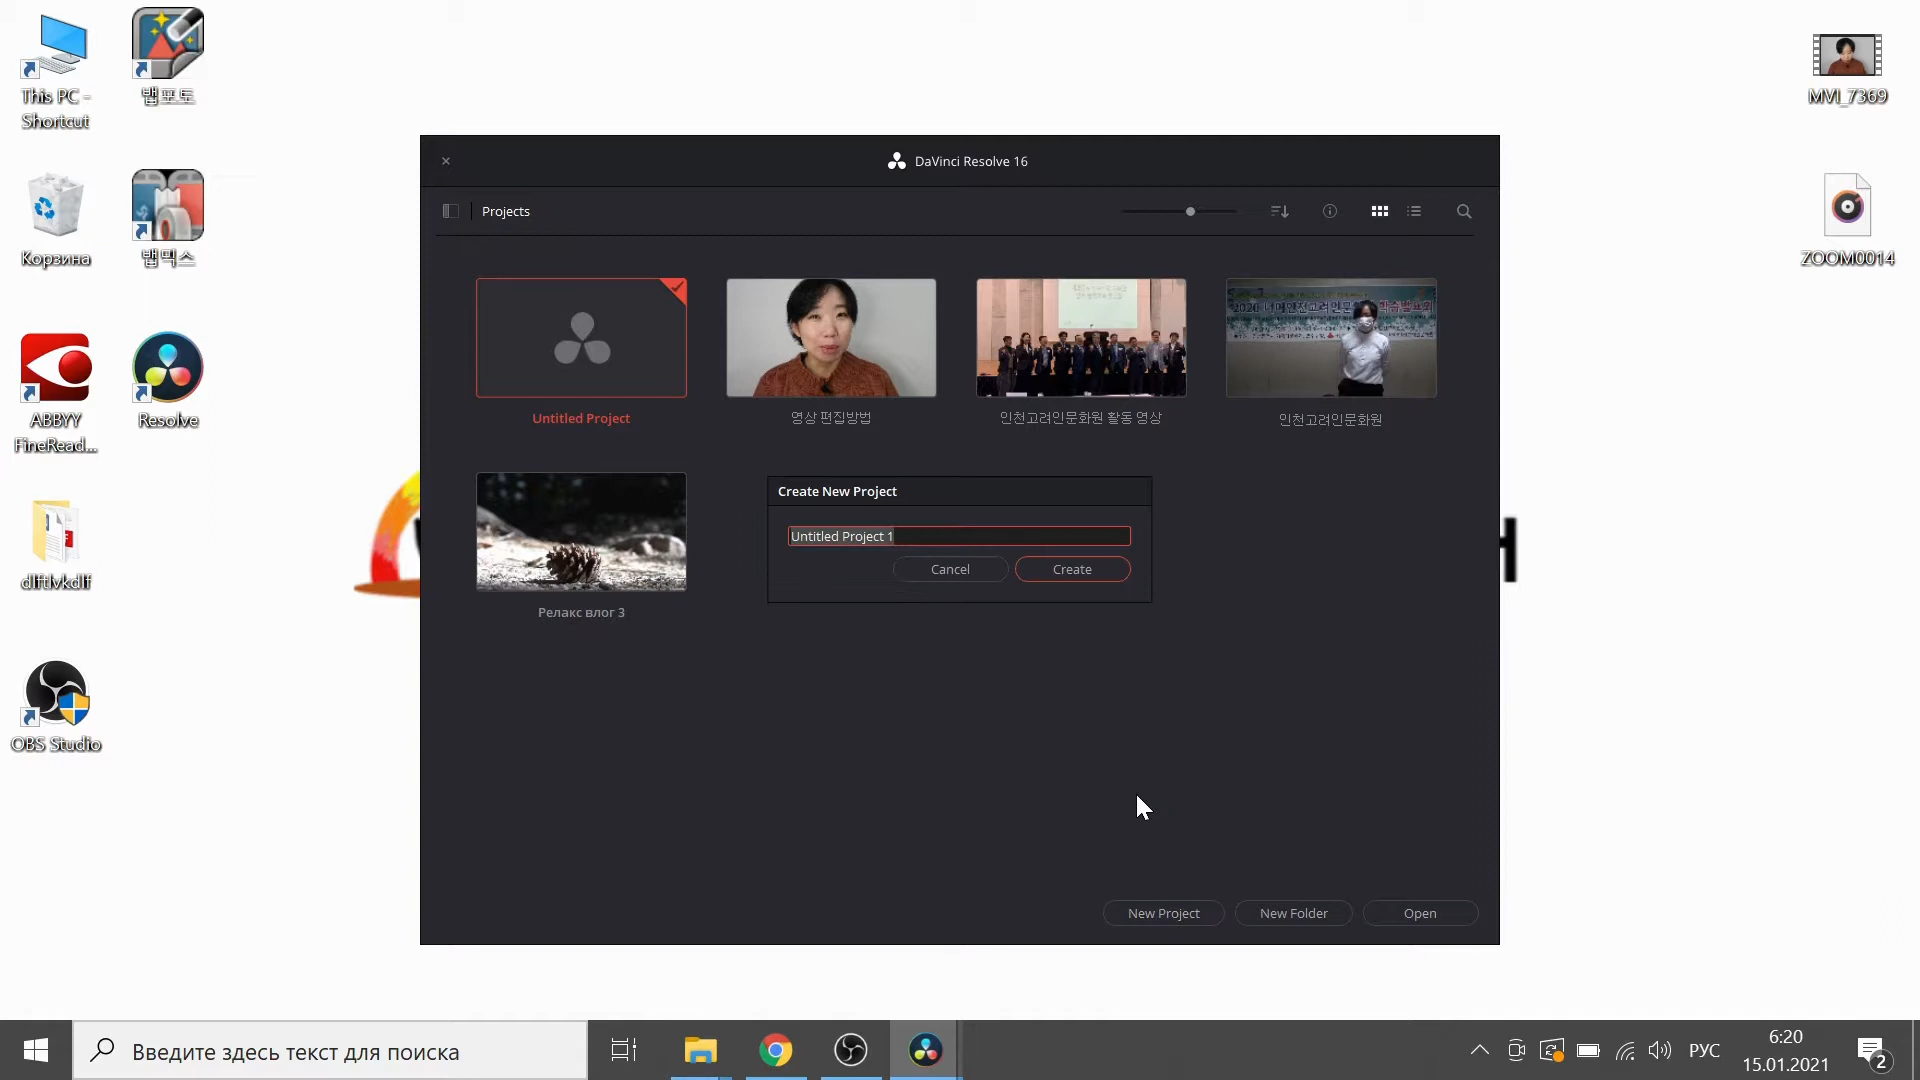 This PC -
Shortcut
뱁포토
MVI_7369
DaVinci Resolve 16
Projects
Корзина
뱁믹스
ZOOM0014
Untitled Project
영상 편집방법
인천고려인문화원 활동 영상
인천고려인문화원
ABBYY
FineRead...
Resolve
Create New Project
Untitled Project 1
Cancel
Create
dlftlvkdlf
Релакс влог 3
OBS Studio
New Project
New Folder
Open
Введите здесь текст для поиска
РУС
6:20
15.01.2021
2